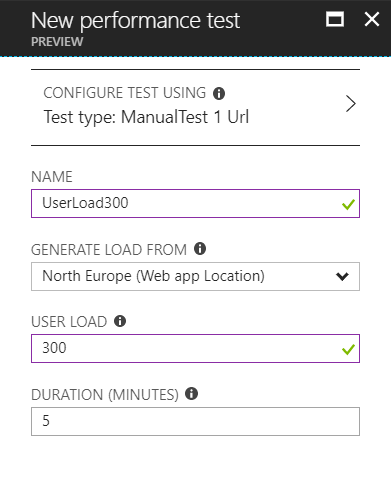 New performance test
PREVIEW
CONFIGURE TEST USING
Test type: ManualTest 1 Url
NAME
UserLoad300
GENERATE LOAD FROM
North Europe (Web app Location)
USER LOAD
300
DURATION (MINUTES)
5